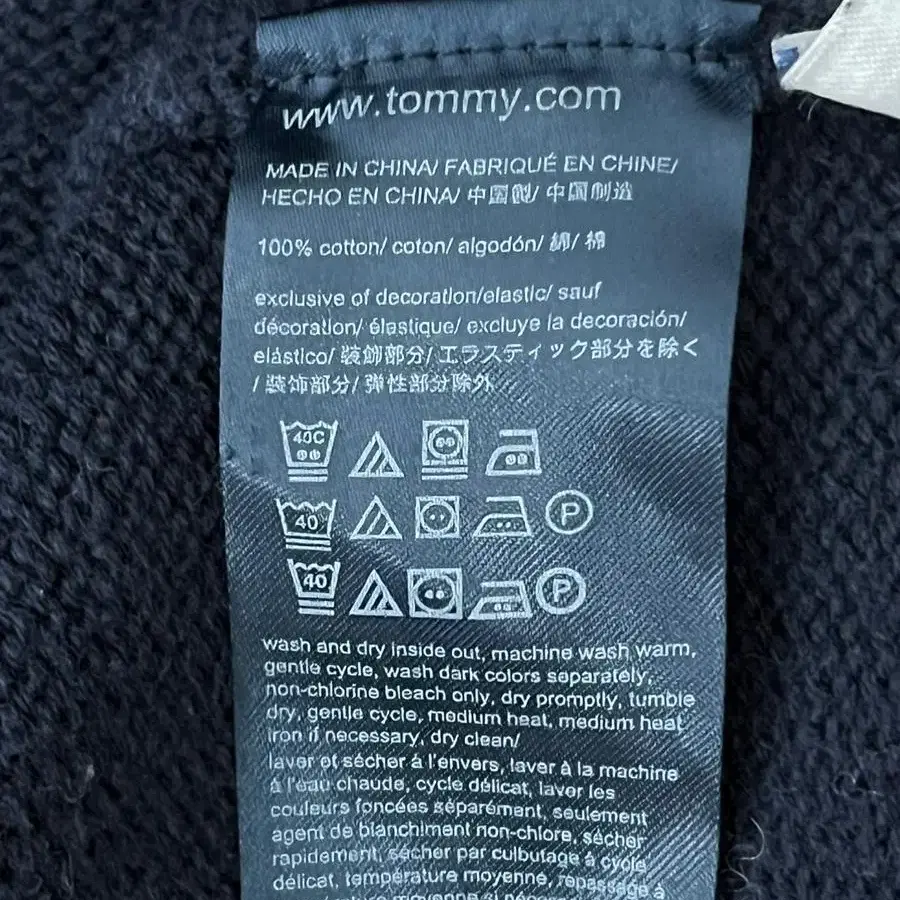 www.tommy.com
MADE IN CHINA/ FABRIQUÉ EN CHINE/
HECHO EN CHINA/ 中国製/ 中国制造
100% cotton/ coton/ algodón/ 綿/ 棉
exclusive of decoration/elastic/ sauf
décoration/ élastique/ excluye la decoración/
elástico/ 装飾部分/ エラスティック部分を除く
/ 装饰部分/ 弹性部分除外
40C
40 P
40 P
wash and dry inside out, machine wash warm,
gentle cycle, wash dark colors separately,
non-chlorine bleach only, dry promptly, tumble
dry, gentle cycle, medium heat, medium heat
iron if necessary, dry clean/
laver et sécher à l'envers, laver à la machine
à l'eau chaude, cycle délicat, laver les
couleurs foncées séparément, seulement
agent de blanchiment non-chlore, sécher
rapidement, sécher par culbutage à cycle
délicat, température moyenne, repassage à